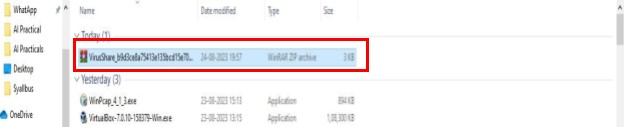 WhatApp
AI Practical
AI Practicals
Desktop
Syallbus
OneDrive
Name Date modified Type Size
Today (1)
VirusShare_b9d3ce8a75413e135bcd15e70... 24-08-2023 19:57 WinRAR ZIP archive 3 KB
Yesterday (3)
WinPcap_4_1_3.exe 23-08-2023 15:13 Application 894 KB
VirtualBox-7.0.10-158379-Win.exe 23-08-2023 13:15 Application 1,08,300 KB